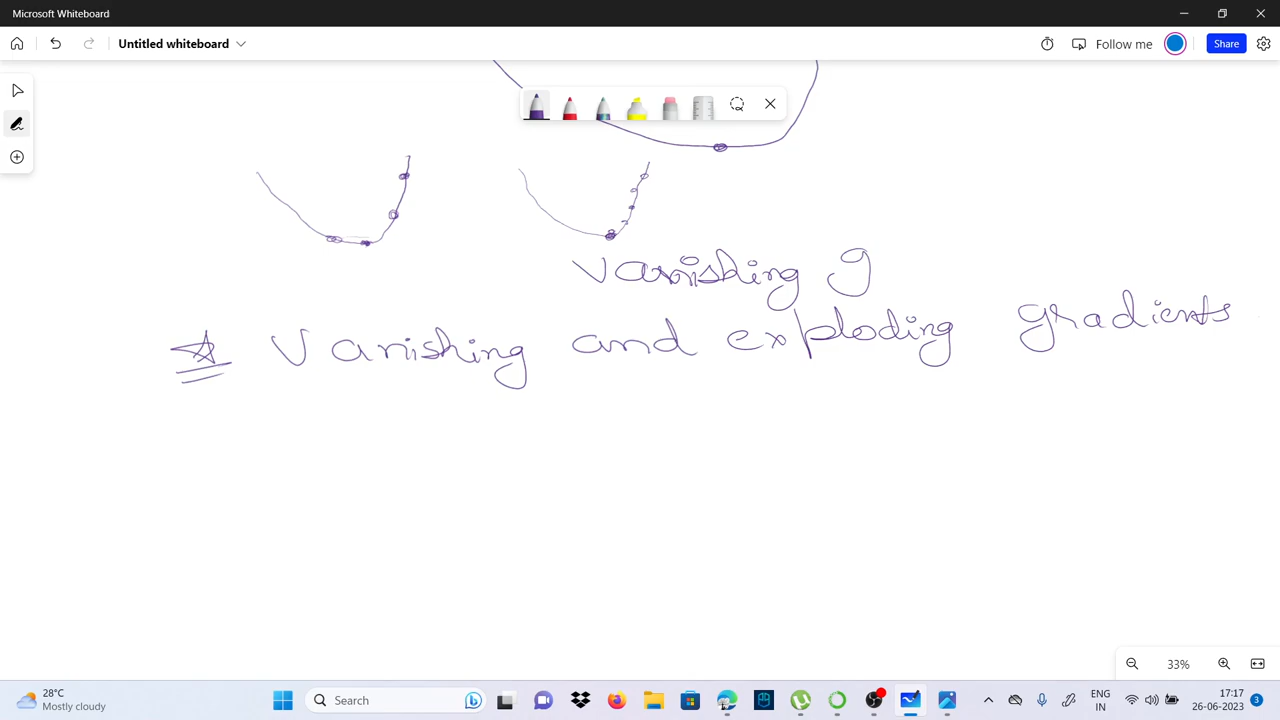 Microsoft Whiteboard
Untitled whiteboard
Follow me
Share
Vanishing g
Vanishing and exploding gradients
33%
28°C
Mostly cloudy
Search
ENG
IN
17:17
26-06-2023
3